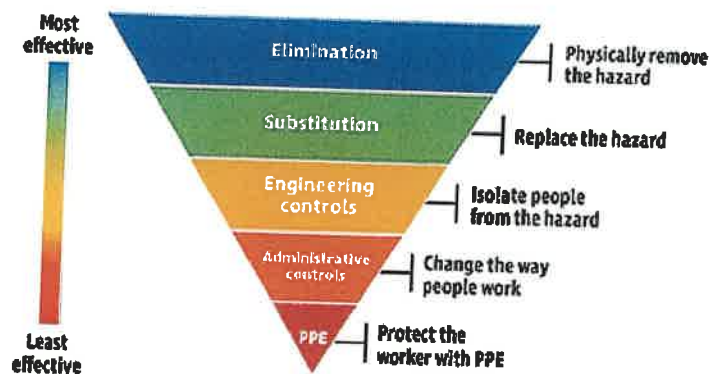 Most
effective
Elimination
Physically remove
the hazard
Substitution
Replace the hazard
Engineering
controls
Isolate people
from the hazard
Administrative
controls
Change the way
people work
PPE
Protect the
worker with PPE
Least
effective